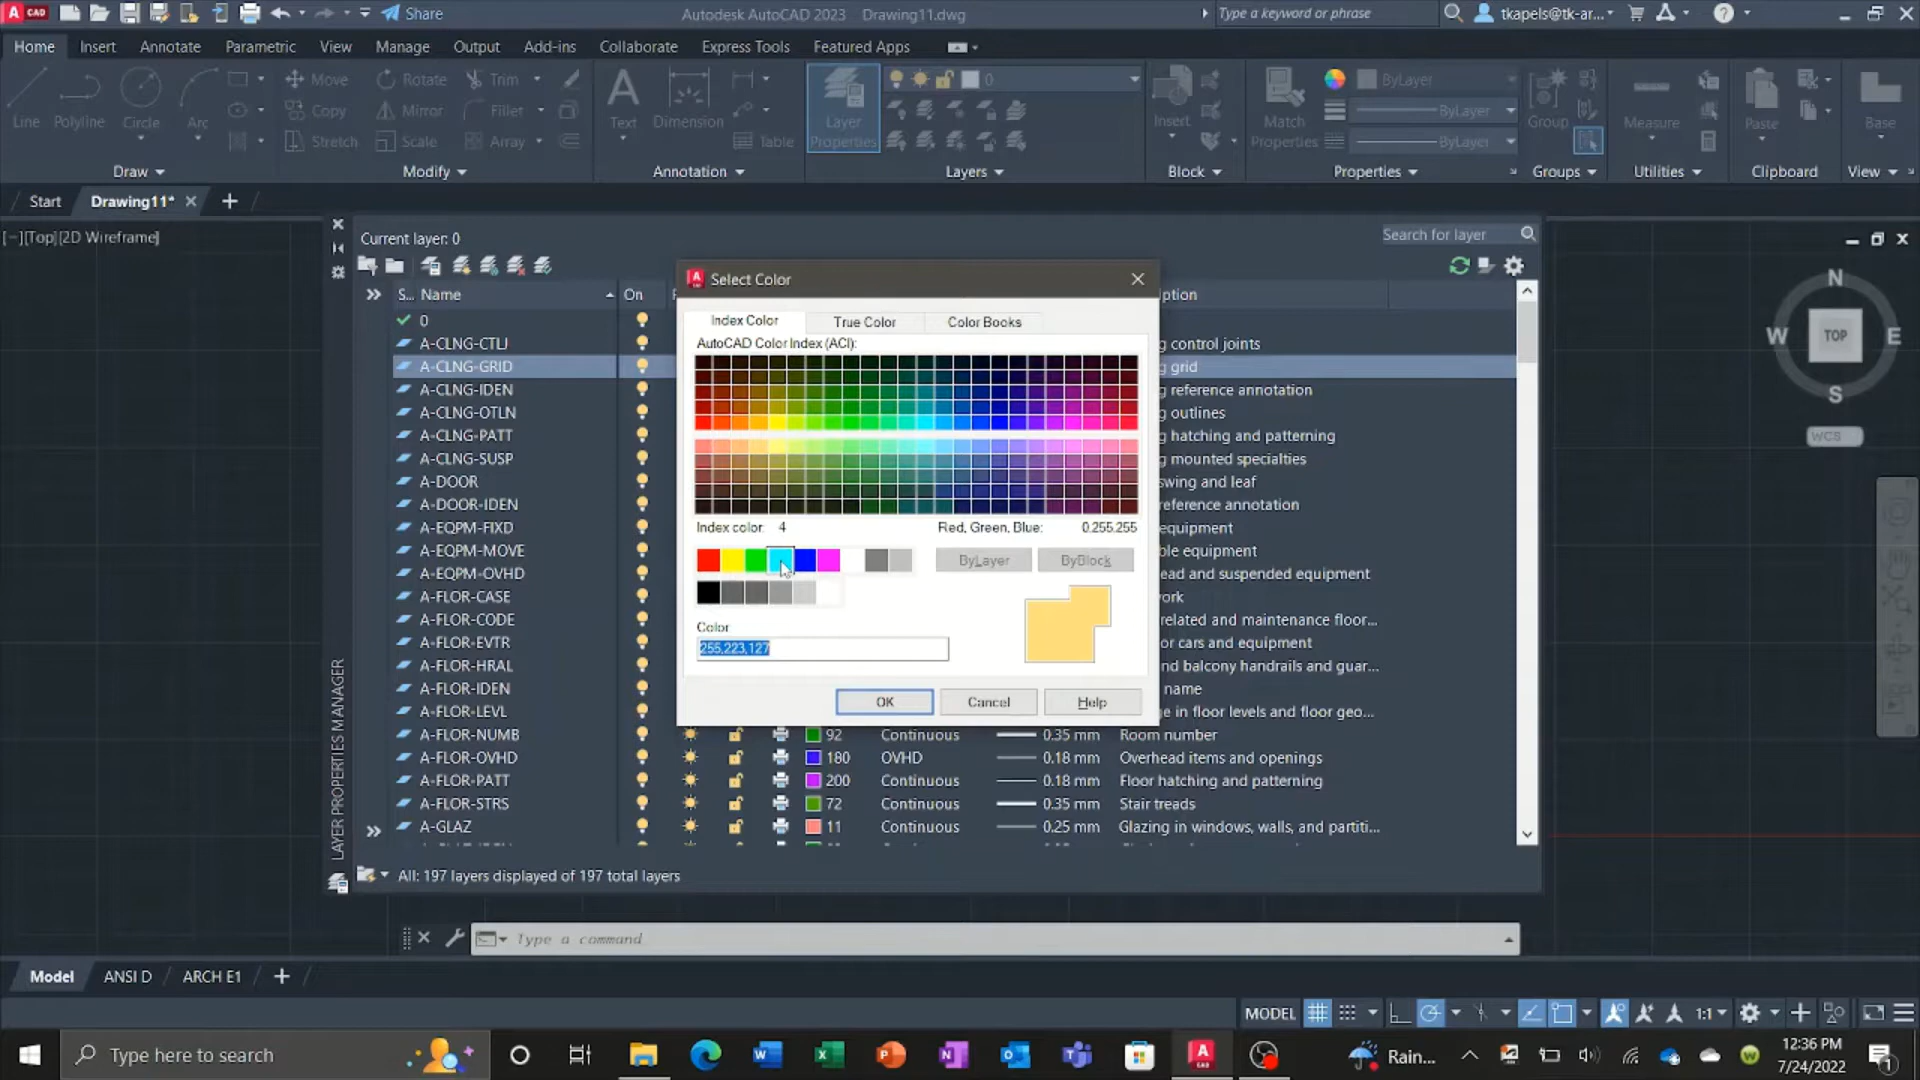 CAD
Share
Autodesk AutoCAD 2023 Drawing11.dwg
Type a keyword or phrase
tkapels@tk-ar...
Home Insert Annotate Parametric View Manage Output Add-ins Collaborate Express Tools Featured Apps
Line Polyline Circle Arc
Move Rotate Trim
Copy Mirror Fillet
Stretch Scale Array
Text Dimension Table
Layer Properties
0
Insert
Match Properties
ByLayer
ByLayer
ByLayer
Group
Measure
Paste
Base
Draw Modify Annotation Layers Block Properties Groups Utilities Clipboard View
Start Drawing11*
[−][Top][2D Wireframe]
Current layer: 0
Search for layer
S... Name On
0
A-CLNG-CTLJ g control joints
A-CLNG-GRID g grid
A-CLNG-IDEN g reference annotation
A-CLNG-OTLN g outlines
A-CLNG-PATT g hatching and patterning
A-CLNG-SUSP g mounted specialties
A-DOOR swing and leaf
A-DOOR-IDEN reference annotation
A-EQPM-FIXD equipment
A-EQPM-MOVE ble equipment
A-EQPM-OVHD ead and suspended equipment
A-FLOR-CASE ork
A-FLOR-CODE related and maintenance floor...
A-FLOR-EVTR or cars and equipment
A-FLOR-HRAL and balcony handrails and guar...
A-FLOR-IDEN name
A-FLOR-LEVL e in floor levels and floor geo...
A-FLOR-NUMB 92 Continuous 0.35 mm Room number
A-FLOR-OVHD 180 OVHD 0.18 mm Overhead items and openings
A-FLOR-PATT 200 Continuous 0.18 mm Floor hatching and patterning
A-FLOR-STRS 72 Continuous 0.35 mm Stair treads
A-GLAZ 11 Continuous 0.25 mm Glazing in windows, walls, and partiti...
ption
LAYER PROPERTIES MANAGER
All: 197 layers displayed of 197 total layers
Select Color
Index Color True Color Color Books
AutoCAD Color Index (ACI):
Index color: 4 Red, Green, Blue: 0.255.255
ByLayer ByBlock
Color
255,223,127
OK Cancel Help
N
W TOP E
S
WCS
Type a command
Model ANSI D ARCH E1
MODEL 1:1
Type here to search
Rain...
12:36 PM
7/24/2022
1